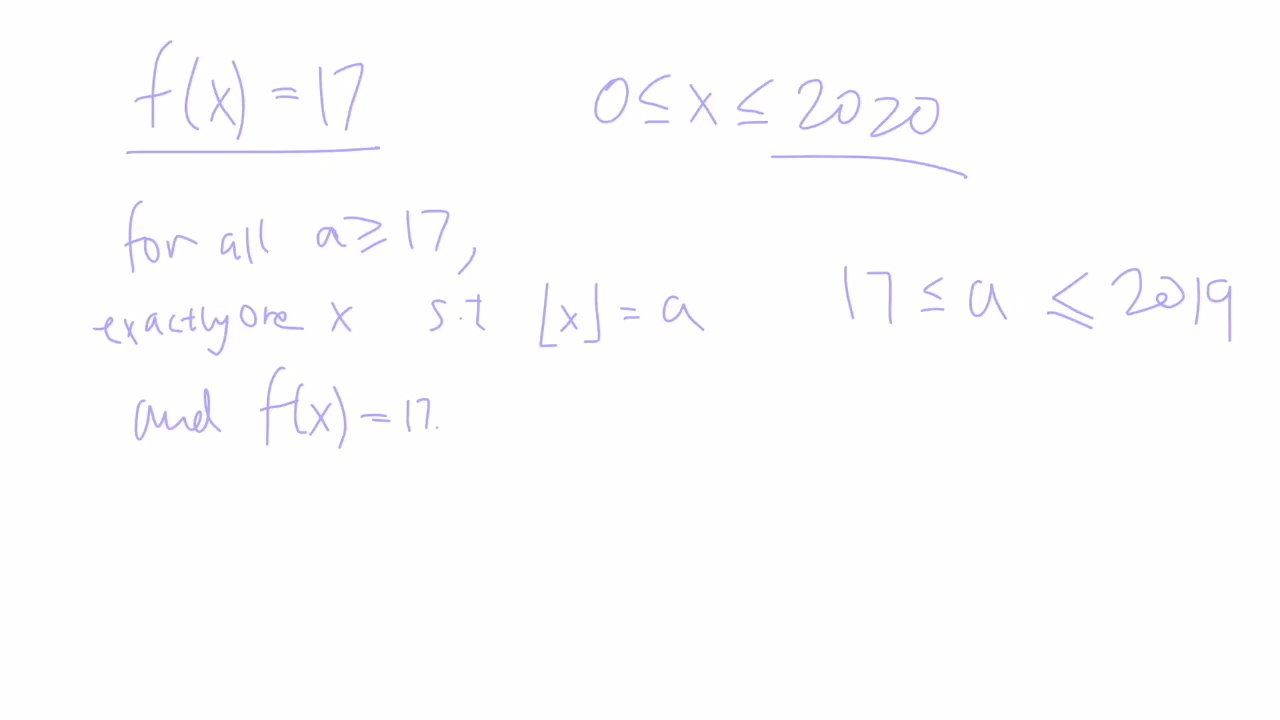 f(x) = 17
0 ≤ x ≤ 2020
for all a ≥ 17,
exactly one x s.t ⌊x⌋ = a
and f(x) = 17.
17 ≤ a ≤ 2019